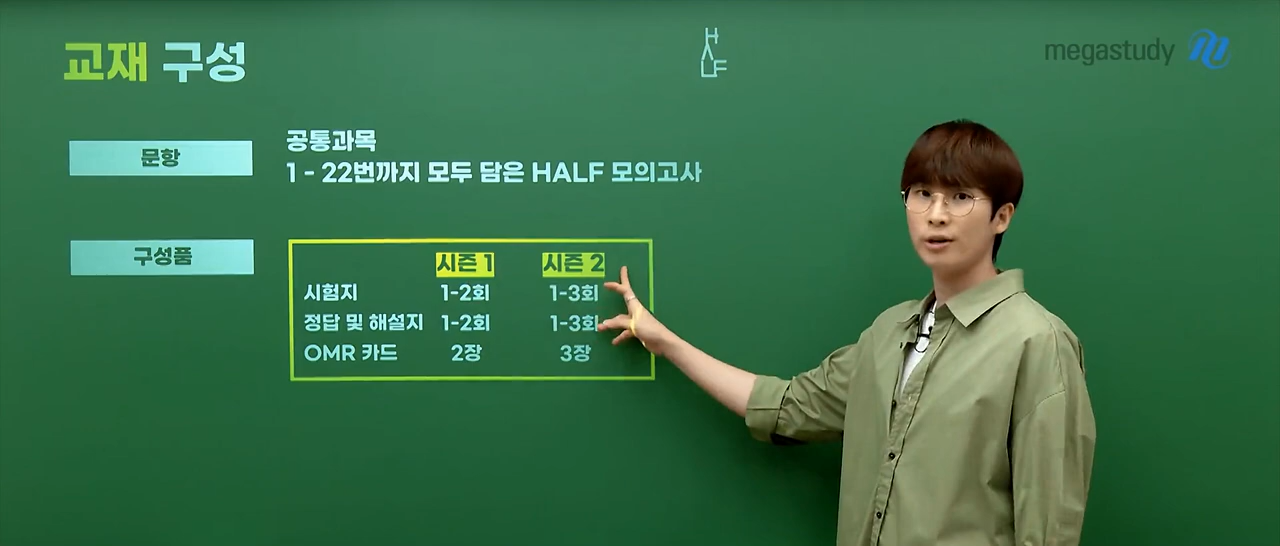 교재 구성
HALF
megastudy
문항
공통과목
1 - 22번까지 모두 담은 HALF 모의고사
구성품
시즌 1 시즌 2
시험지 1-2회 1-3회
정답 및 해설지 1-2회 1-3회
OMR 카드 2장 3장